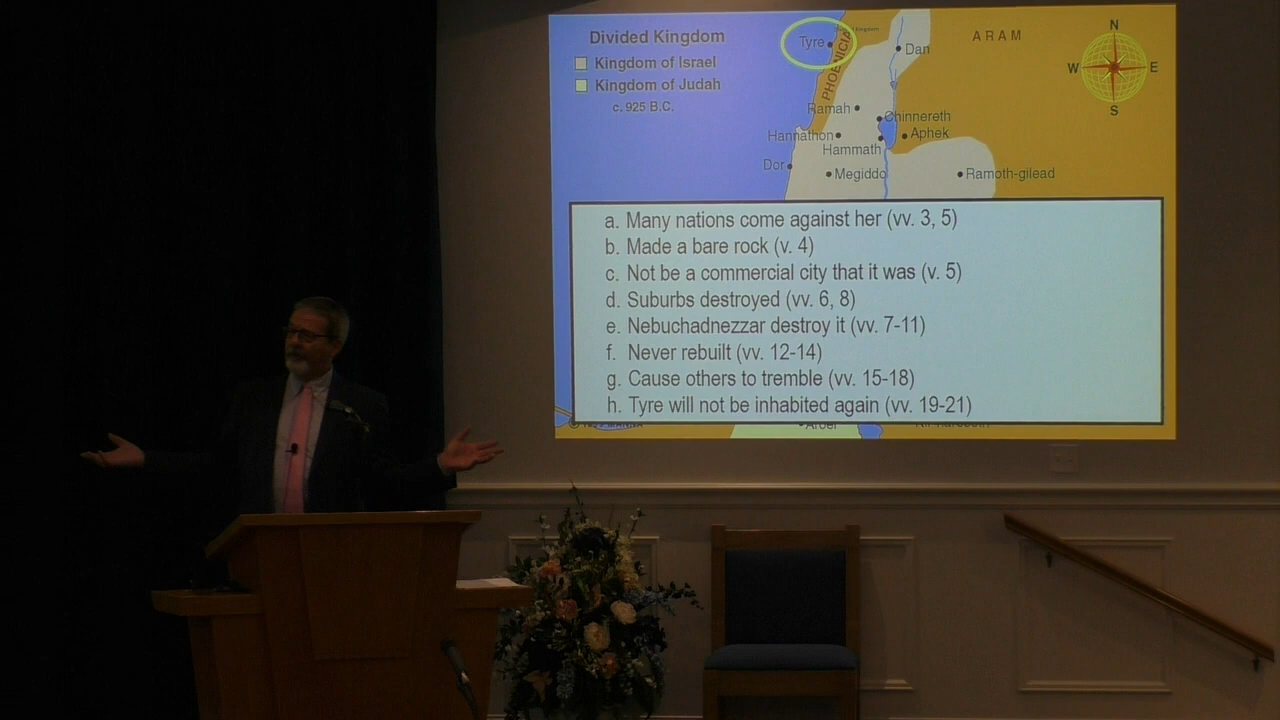 Divided Kingdom
Kingdom of Israel
Kingdom of Judah
c. 925 B.C.
Tyre
PHOENICIA
Dan
ARAM
N
W E
S
Ramah
Chinnereth
Hannathon
Aphek
Hammath
Dor
Megiddo
Ramoth-gilead
a. Many nations come against her (vv. 3, 5)
b. Made a bare rock (v. 4)
c. Not be a commercial city that it was (v. 5)
d. Suburbs destroyed (vv. 6, 8)
e. Nebuchadnezzar destroy it (vv. 7-11)
f. Never rebuilt (vv. 12-14)
g. Cause others to tremble (vv. 15-18)
h. Tyre will not be inhabited again (vv. 19-21)